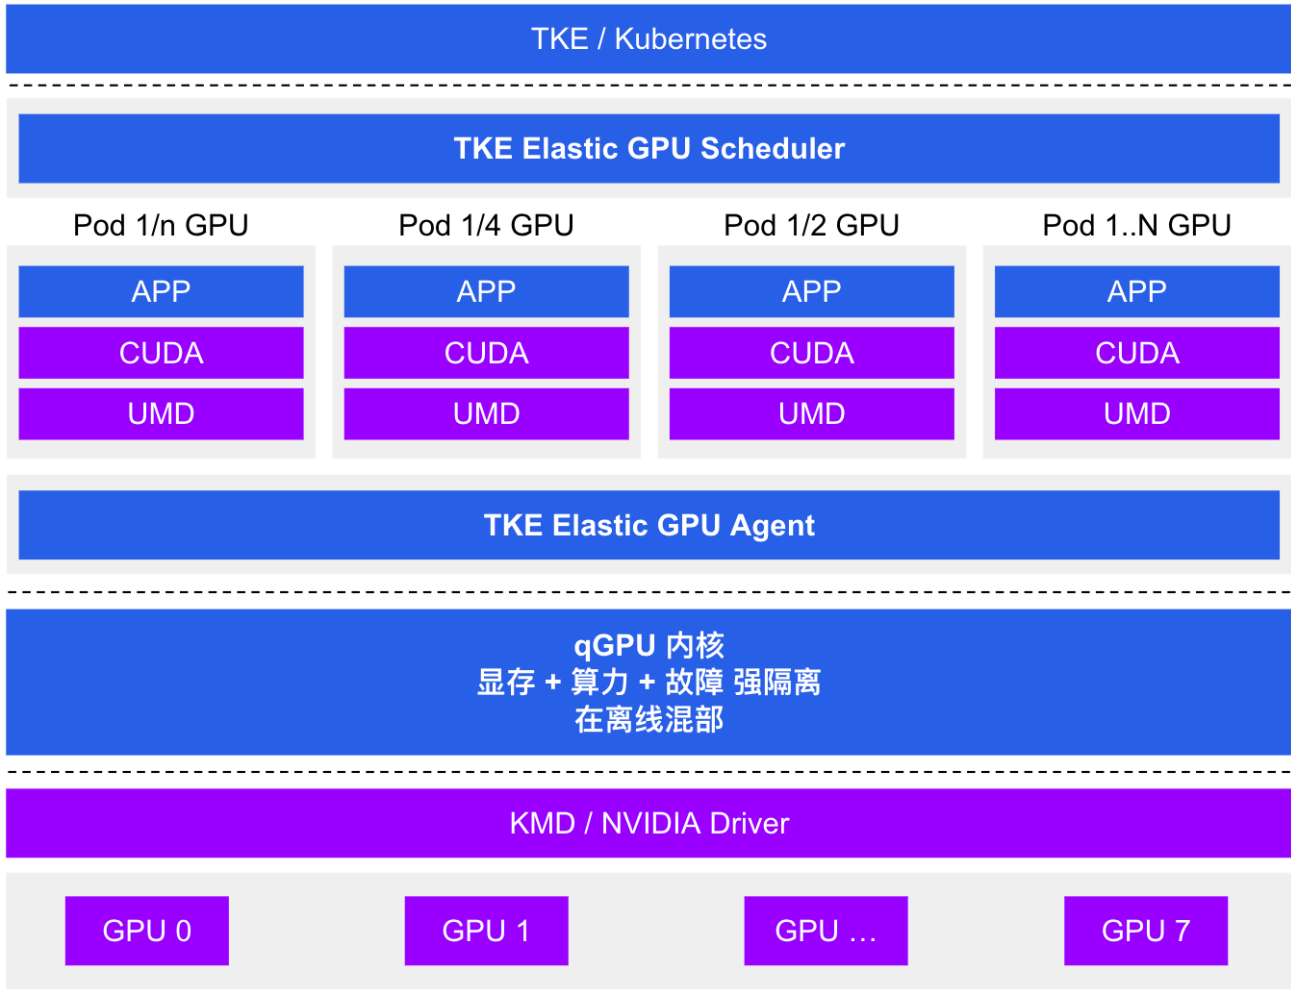 TKE / Kubernetes
TKE Elastic GPU Scheduler
Pod 1/n GPU
Pod 1/4 GPU
Pod 1/2 GPU
Pod 1..N GPU
APP
APP
APP
APP
CUDA
CUDA
CUDA
CUDA
UMD
UMD
UMD
UMD
TKE Elastic GPU Agent
qGPU 内核
显存 + 算力 + 故障 强隔离
在离线混部
KMD / NVIDIA Driver
GPU 0
GPU 1
GPU ...
GPU 7